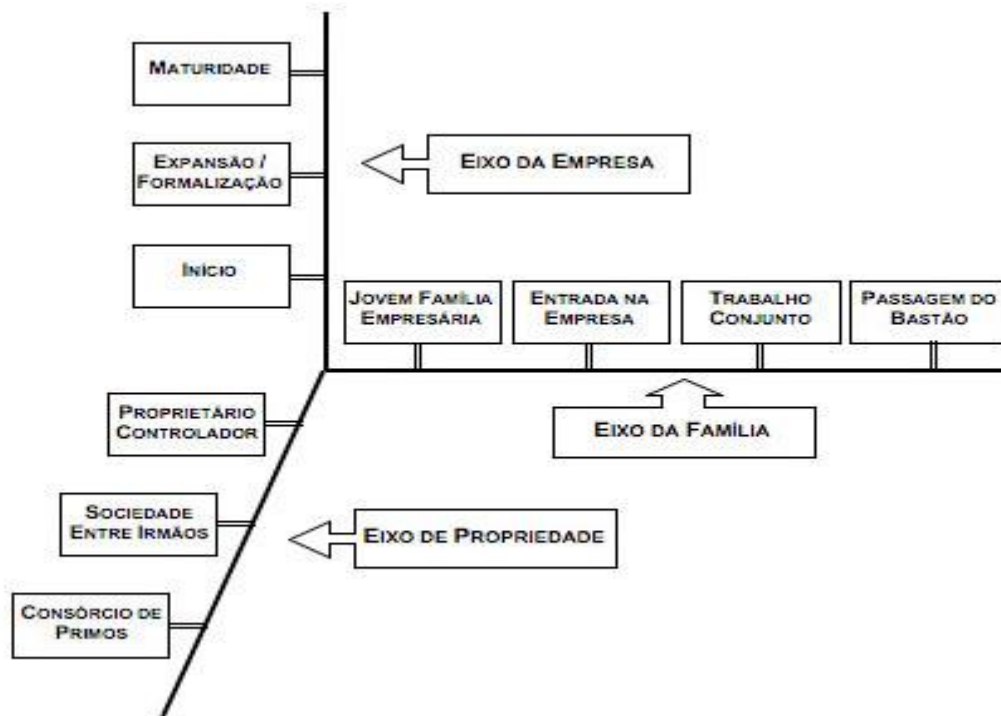 MATURIDADE
EXPANSÃO /
FORMALIZAÇÃO
EIXO DA EMPRESA
INÍCIO
JOVEM FAMÍLIA
EMPRESÁRIA
ENTRADA NA
EMPRESA
TRABALHO
CONJUNTO
PASSAGEM DO
BASTÃO
PROPRIETÁRIO
CONTROLADOR
EIXO DA FAMÍLIA
SOCIEDADE
ENTRE IRMÃOS
EIXO DE PROPRIEDADE
CONSÓRCIO DE
PRIMOS